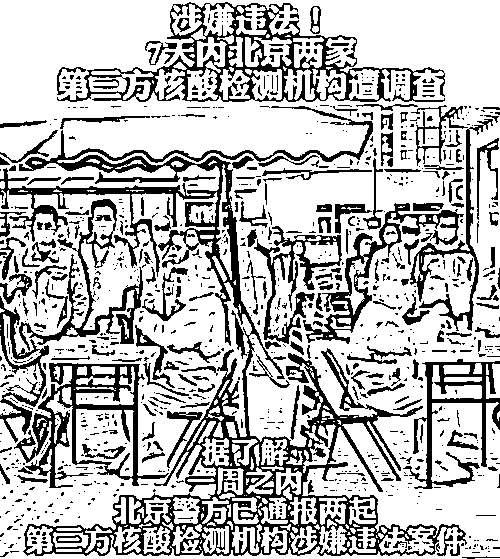 涉嫌违法！
7天内北京两家
第三方核酸检测机构遭调查
据了解
一周之内
北京警方已通报两起
第三方核酸检测机构涉嫌违法案件